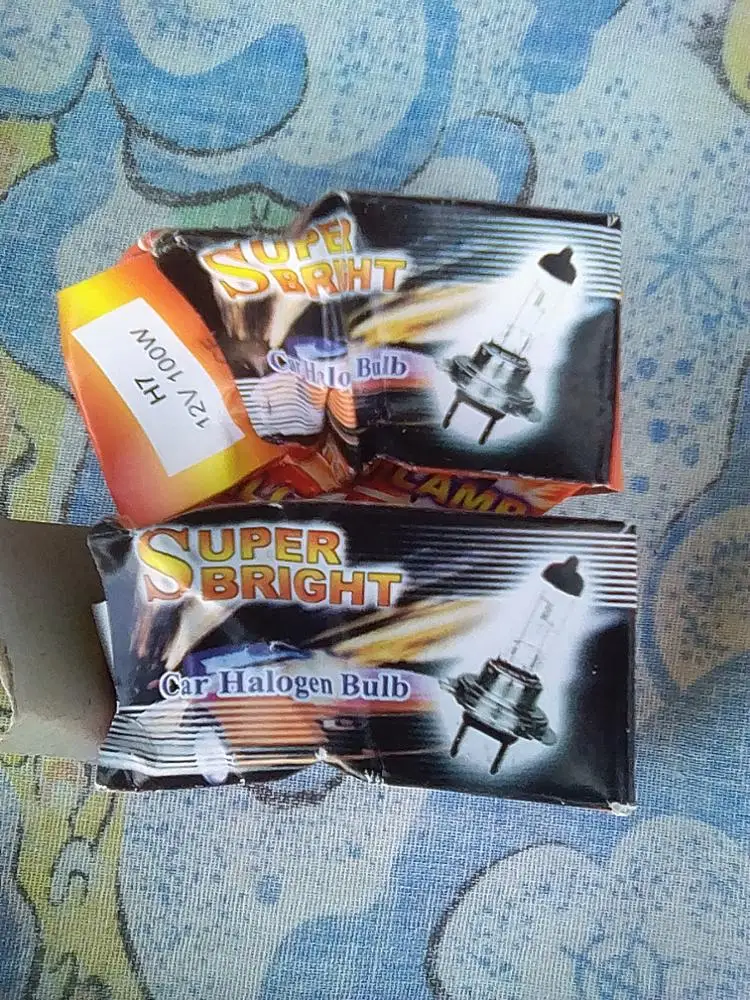 SUPER
BRIGHT
Car Halo Bulb
H7
12V 100W
LAMP
SUPER
BRIGHT
Car Halogen Bulb